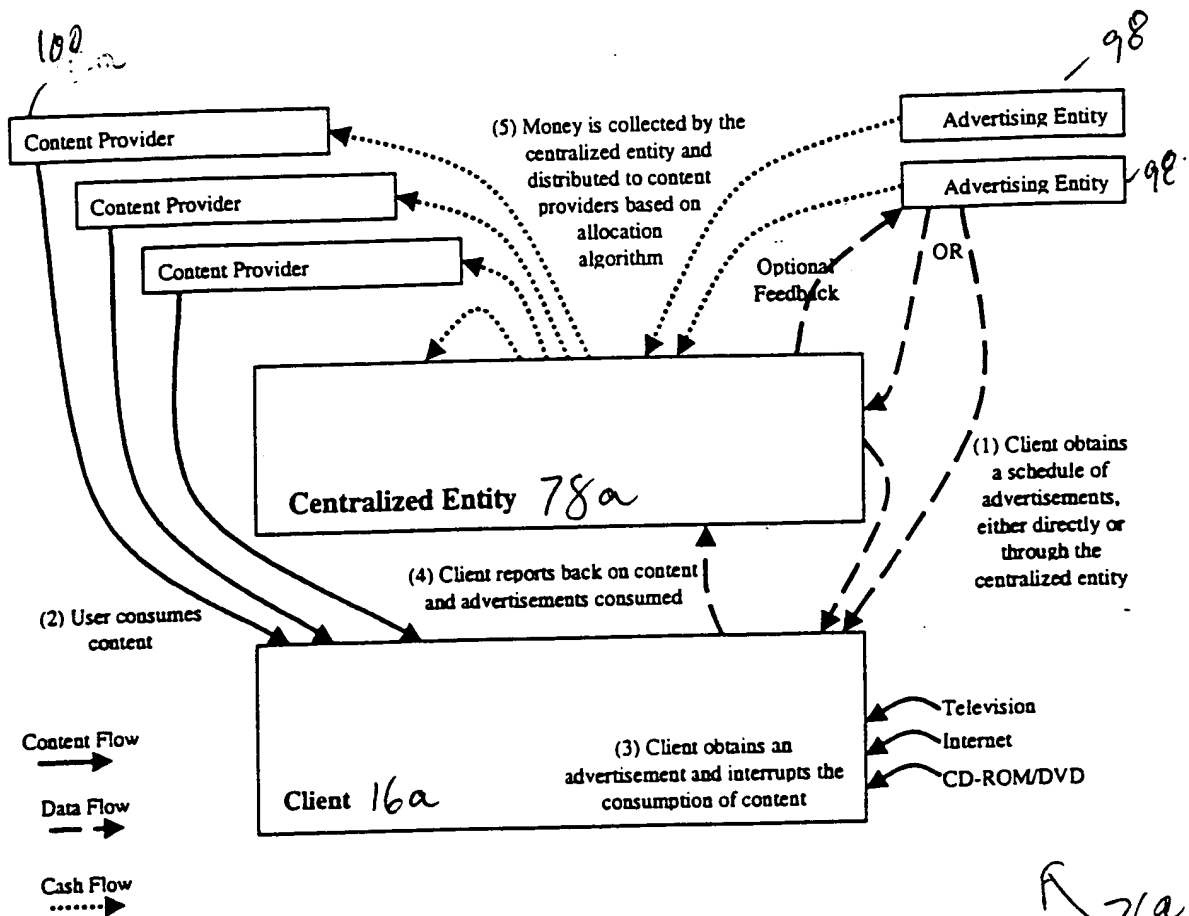 100
98
Content Provider
(5) Money is collected by the
centralized entity and
distributed to content
providers based on
allocation
algorithm
Advertising Entity
Advertising Entity
98
Content Provider
Content Provider
Optional
Feedback
OR
Centralized Entity 78a
(1) Client obtains
a schedule of
advertisements,
either directly or
through the
centralized entity
(4) Client reports back on content
and advertisements consumed
(2) User consumes
content
Television
Internet
CD-ROM/DVD
(3) Client obtains an
advertisement and interrupts the
consumption of content
Client 16a
Content Flow
Data Flow
Cash Flow